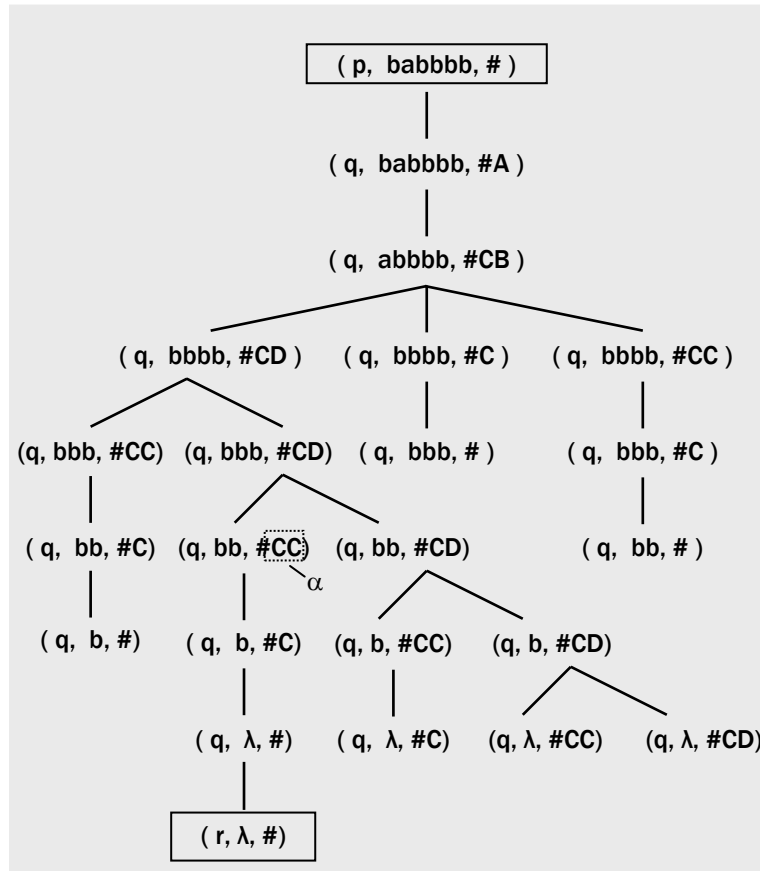 ( p, babbbb, # )
( q, babbbb, #A )
( q, abbbb, #CB )
( q, bbbb, #CD ) ( q, bbbb, #C ) ( q, bbbb, #CC )
(q, bbb, #CC) (q, bbb, #CD) ( q, bbb, # ) ( q, bbb, #C )
( q, bb, #C) (q, bb, #CC) (q, bb, #CD) ( q, bb, # )
α
( q, b, #) ( q, b, #C) (q, b, #CC) (q, b, #CD)
( q, λ, #) ( q, λ, #C) (q, λ, #CC) (q, λ, #CD)
( r, λ, #)